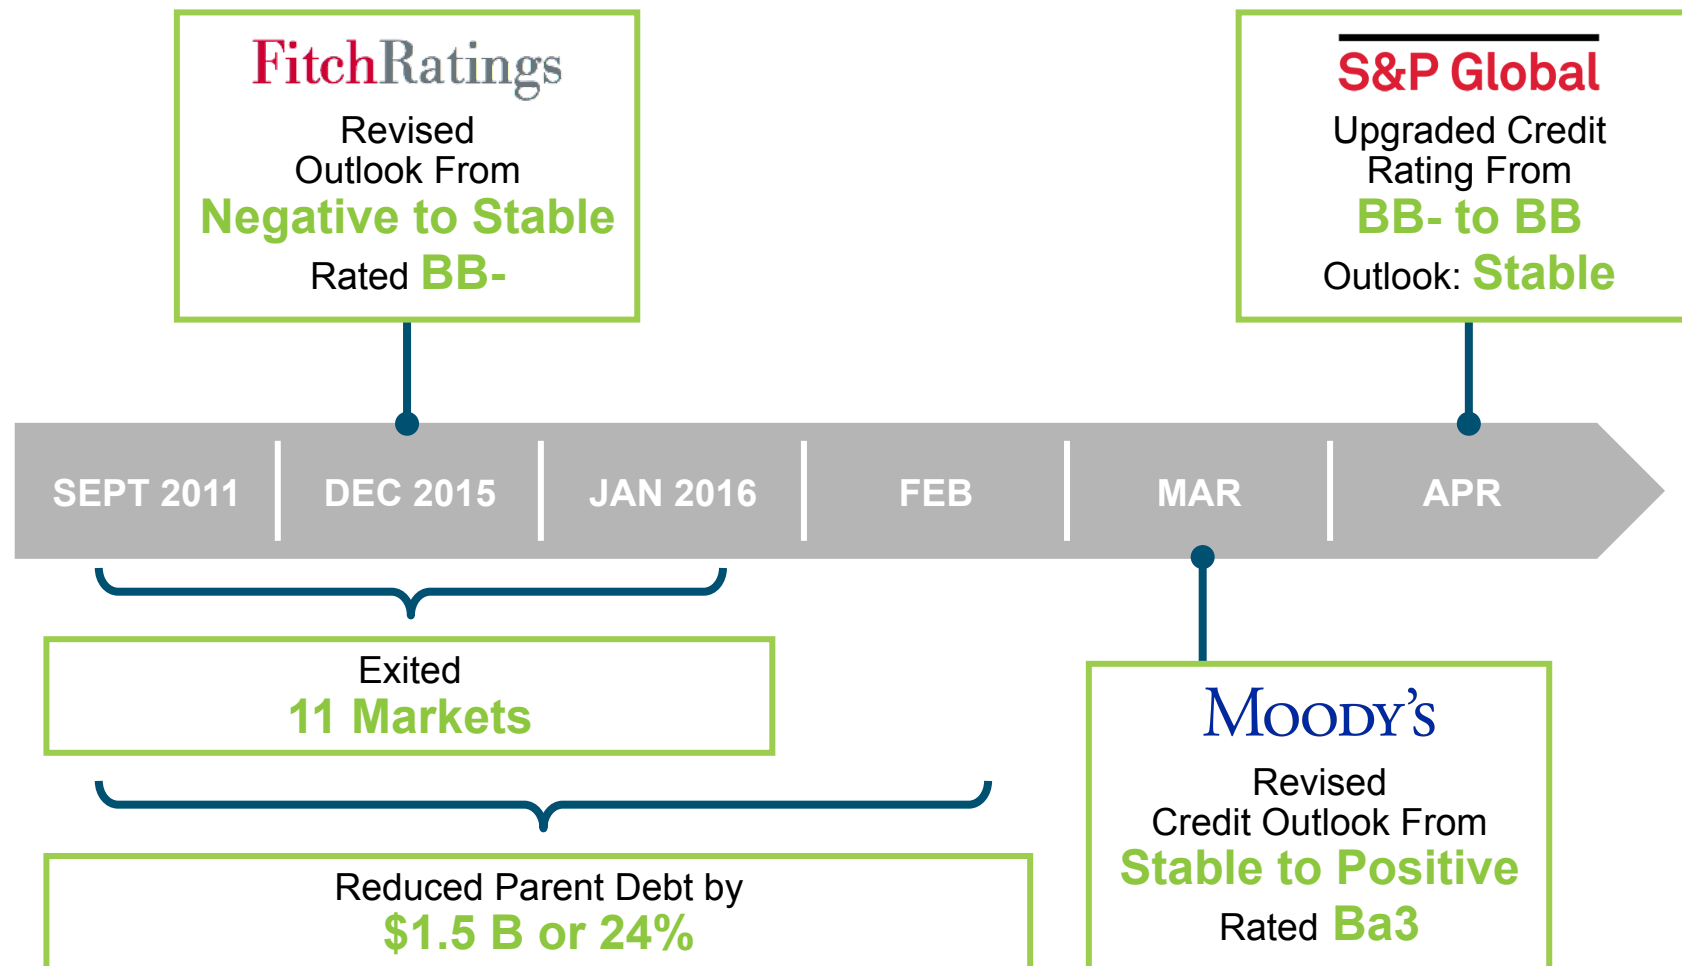 FitchRatings
Revised
Outlook From
Negative to Stable
Rated BB-
S&P Global
Upgraded Credit
Rating From
BB- to BB
Outlook: Stable
SEPT 2011
DEC 2015
JAN 2016
FEB
MAR
APR
Exited
11 Markets
Reduced Parent Debt by
$1.5 B or 24%
MOODY'S
Revised
Credit Outlook From
Stable to Positive
Rated Ba3